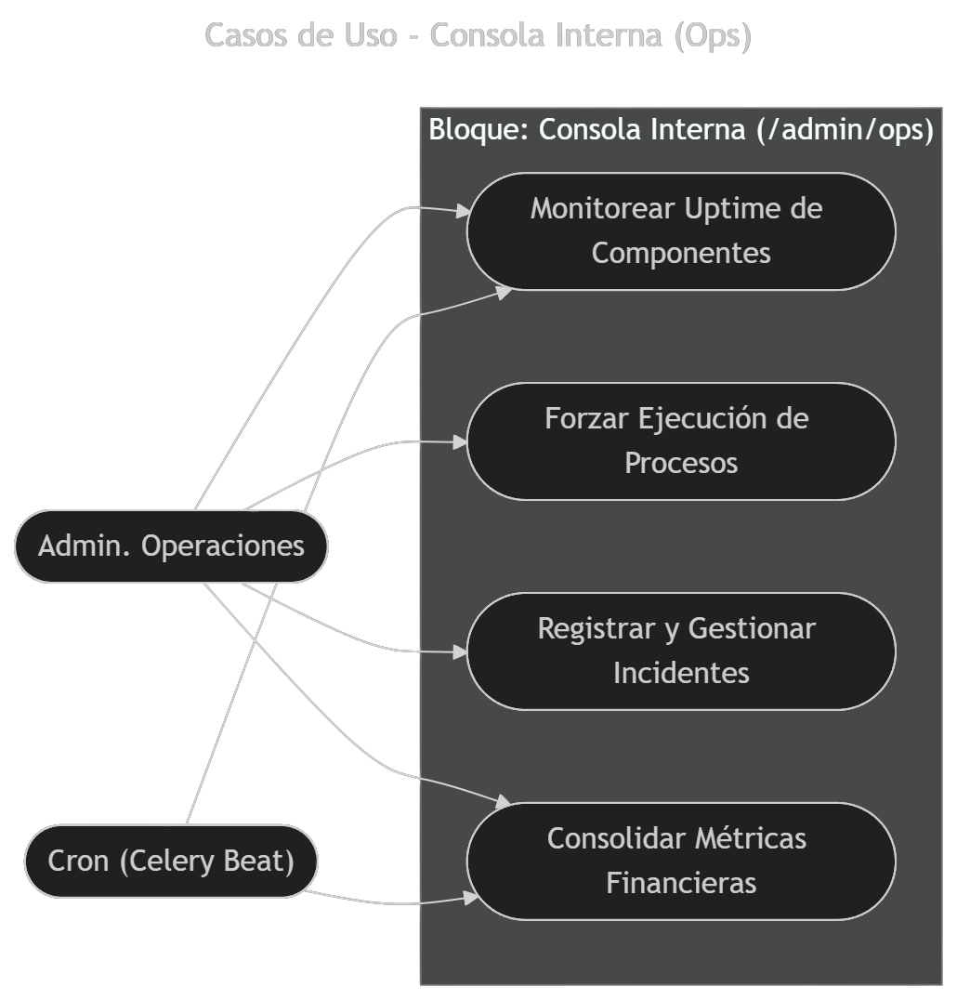 Casos de Uso - Consola Interna (Ops)
Bloque: Consola Interna (/admin/ops)
Monitorear Uptime de
Componentes
Forzar Ejecución de
Procesos
Admin. Operaciones
Registrar y Gestionar
Incidentes
Cron (Celery Beat)
Consolidar Métricas
Financieras